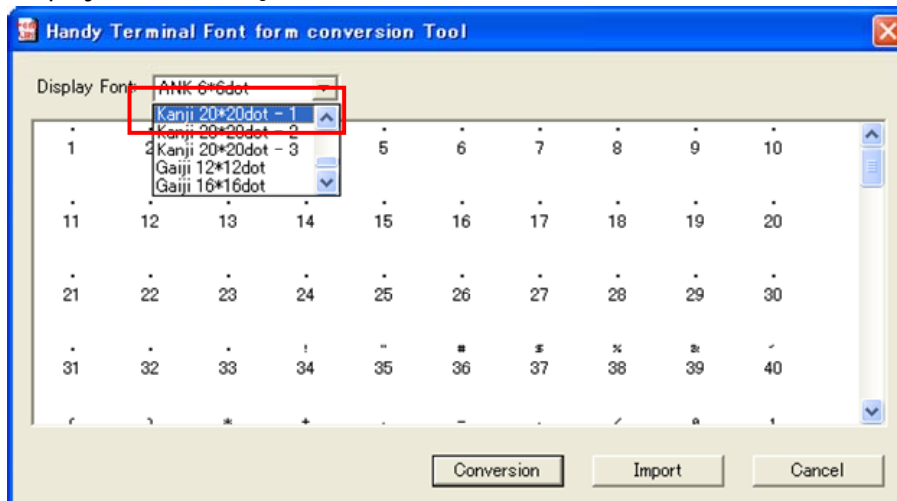 Handy Terminal Font form conversion Tool
Display Font: ANK 6*6dot
Kanji 20*20dot - 1
Kanji 20*20dot - 2
Kanji 20*20dot - 3
Gaiji 12*12dot
Gaiji 16*16dot
. . . . . . . .
1 2 5 6 7 8 9 10
. . . . . . . . . .
11 12 13 14 15 16 17 18 19 20
. . . . . . . . . .
21 22 23 24 25 26 27 28 29 30
. . . ! " # $ % & '
31 32 33 34 35 36 37 38 39 40
Conversion Import Cancel